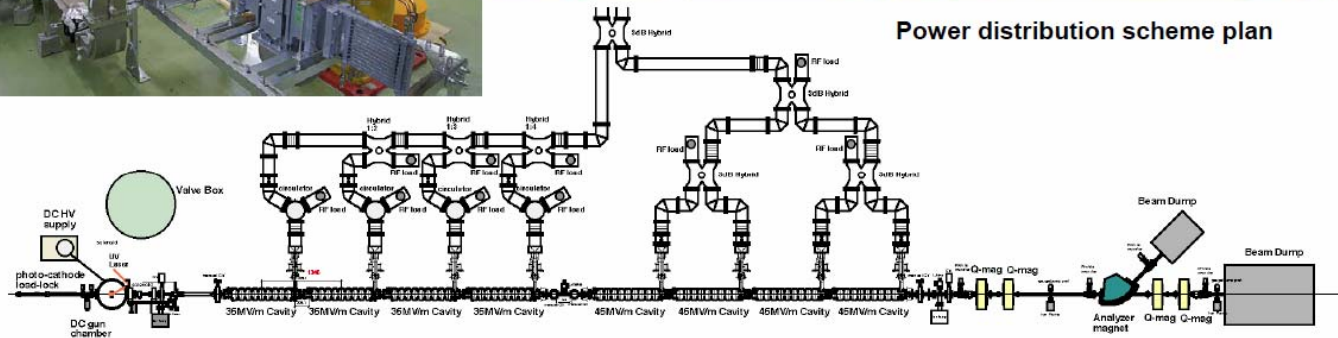 Power distribution scheme plan
3dB Hybrid
RF load
3dB Hybrid
Hybrid
1:2
Hybrid
1:3
Hybrid
1:4
RF load
RF load
RF load
RF load
RF load
3dB Hybrid
3dB Hybrid
circulator
circulator
circulator
circulator
RF load
RF load
RF load
RF load
Valve Box
DC HV
supply
Solenoid
UV
Laser
photo-cathode
load-lock
DC gun
chamber
35MV/m Cavity
35MV/m Cavity
35MV/m Cavity
35MV/m Cavity
45MV/m Cavity
45MV/m Cavity
45MV/m Cavity
45MV/m Cavity
Q-mag
Q-mag
Analyzer
magnet
Q-mag
Q-mag
Beam Dump
Beam Dump